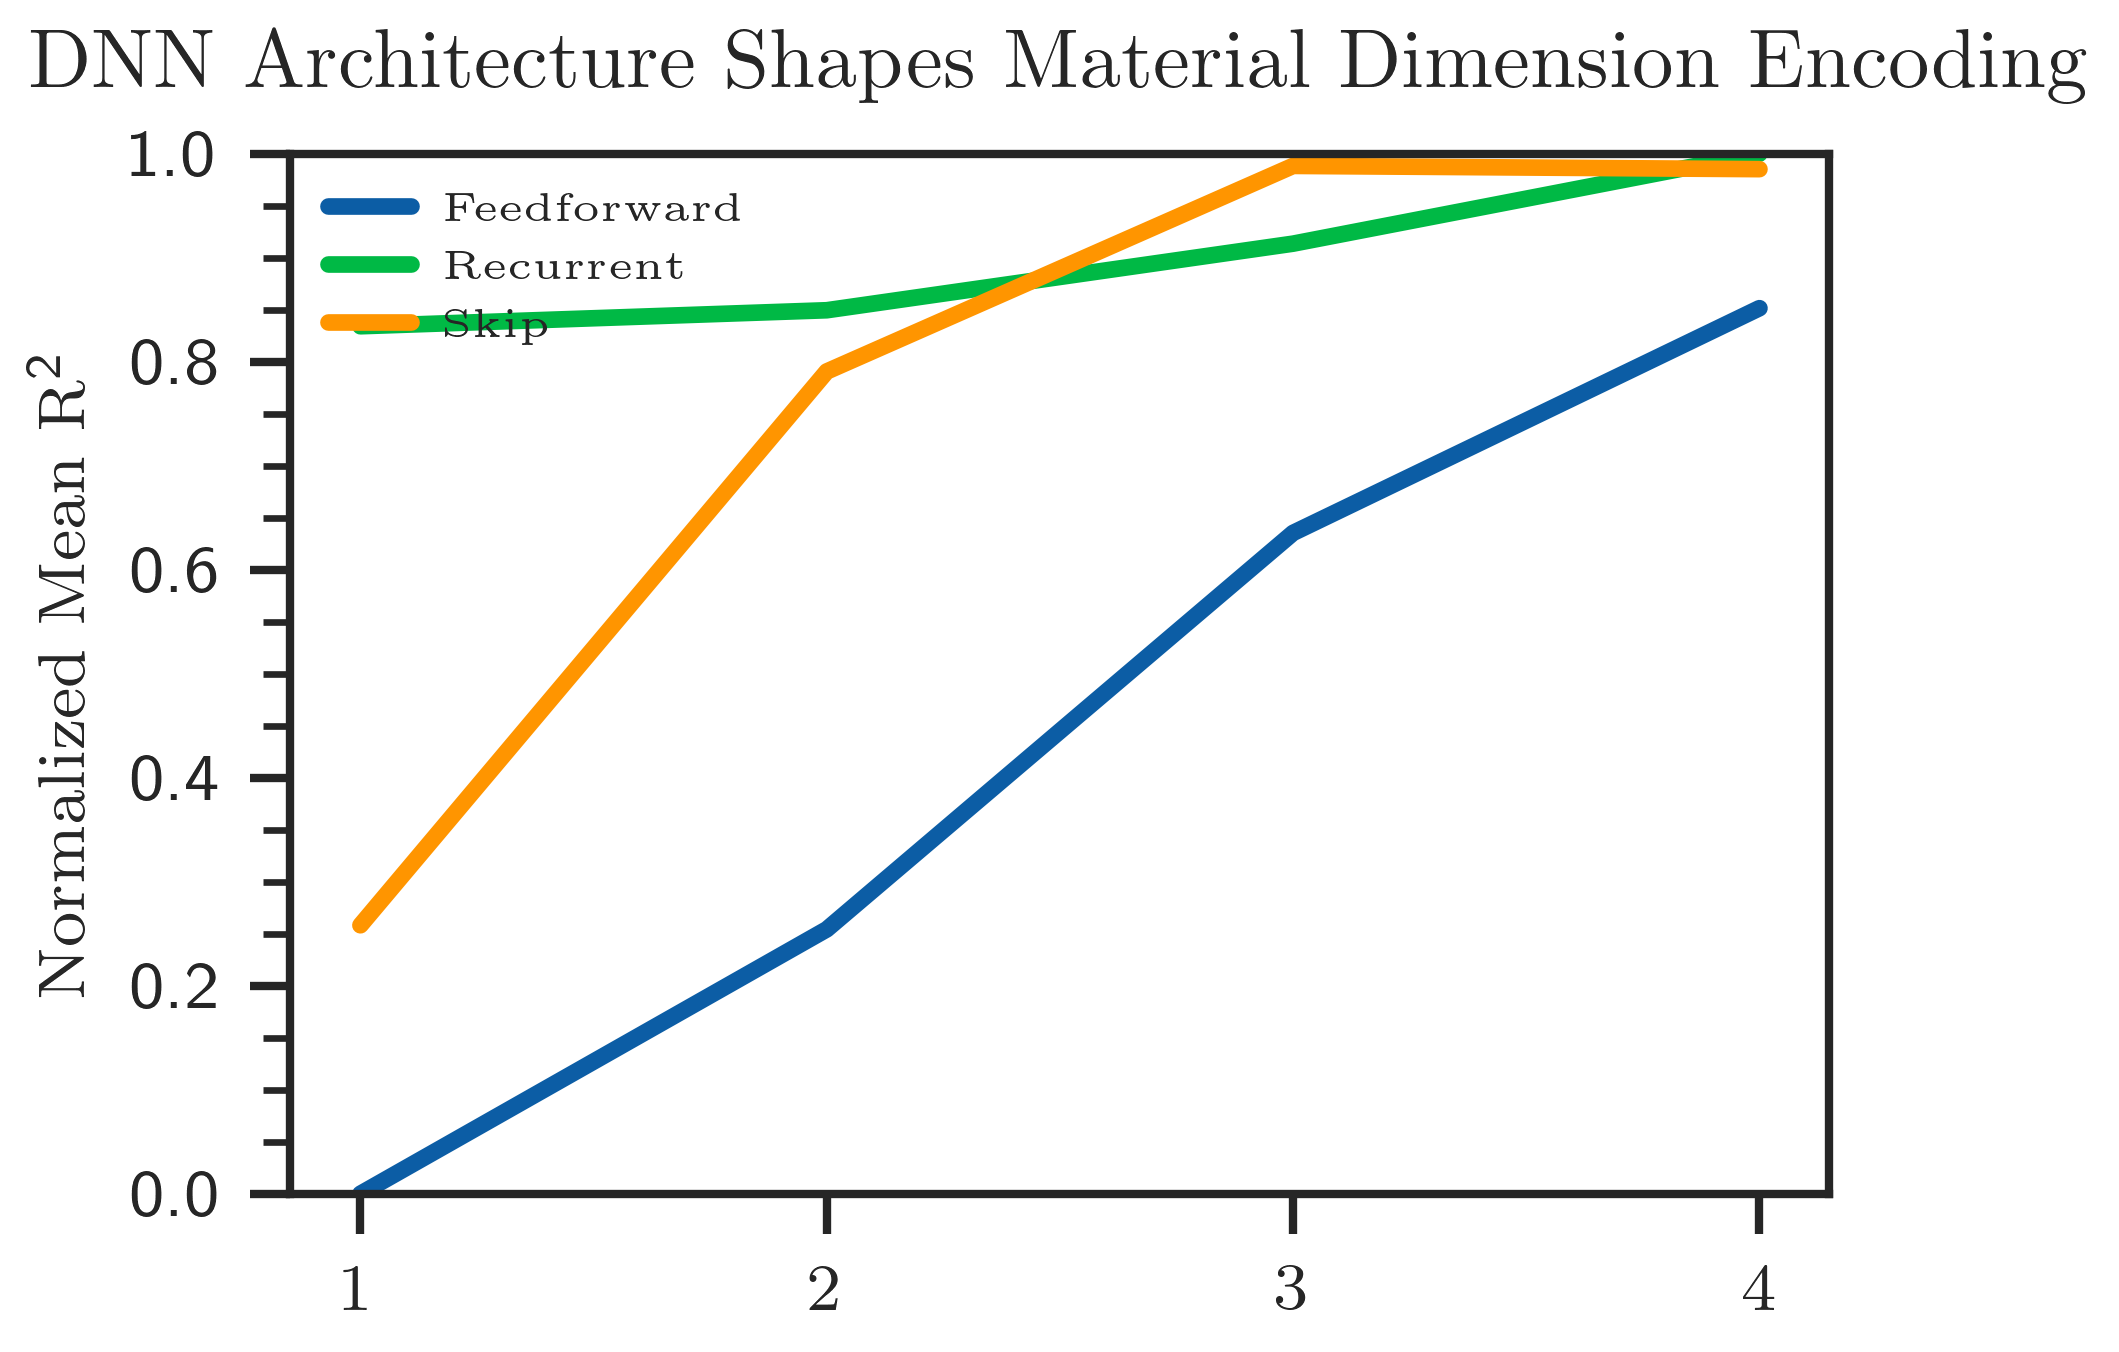 DNN Architecture Shapes Material Dimension Encoding
Normalized Mean R²
1.0
0.8
0.6
0.4
0.2
0.0
Feedforward
Recurrent
Skip
1 2 3 4